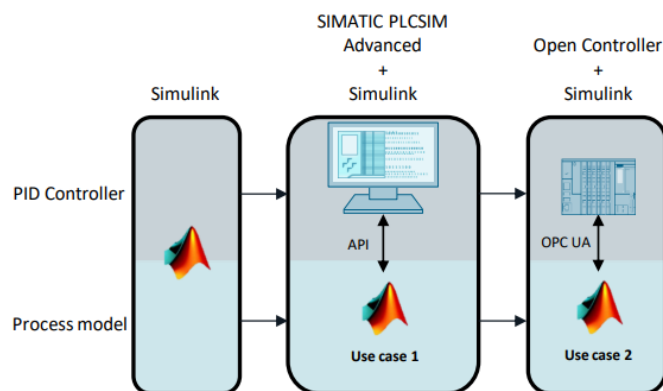 SIMATIC PLCSIM
Advanced
+
Simulink
Open Controller
+
Simulink
Simulink
PID Controller
API
OPC UA
Process model
Use case 1
Use case 2